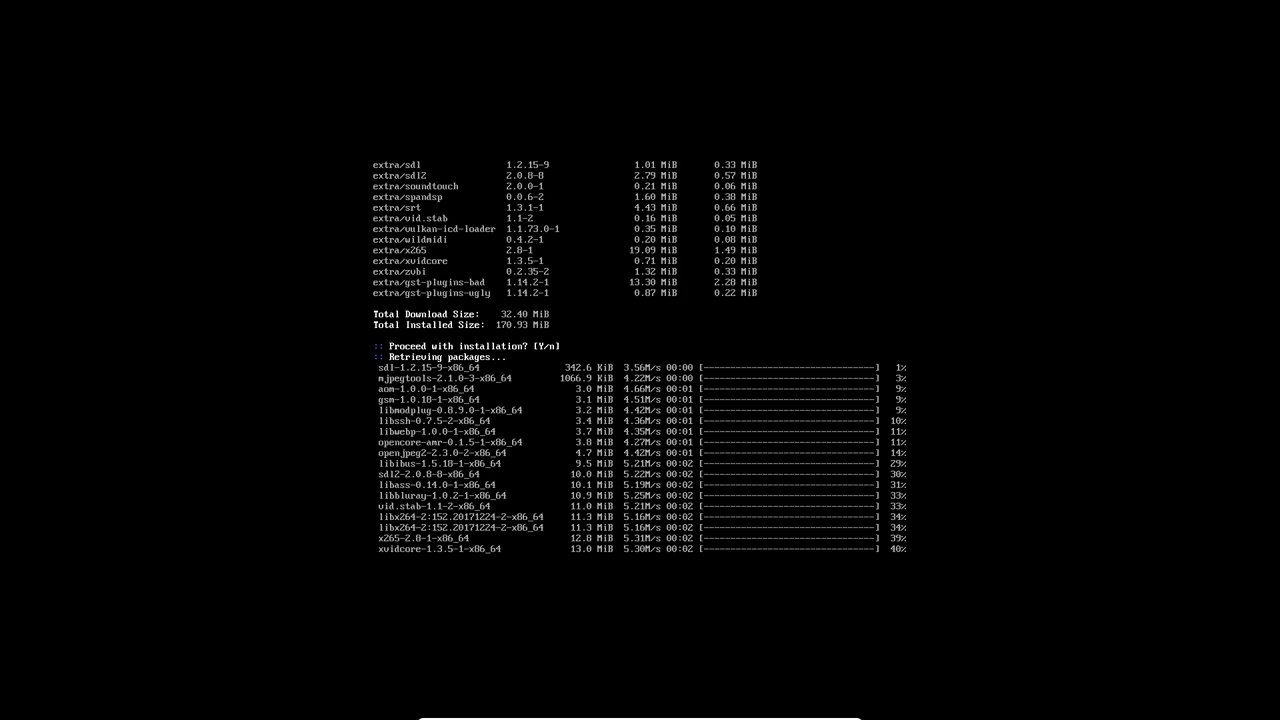 extra/sdl 1.2.15-9 1.01 MiB 0.33 MiB
extra/sdl2 2.0.8-8 2.79 MiB 0.57 MiB
extra/soundtouch 2.0.0-1 0.21 MiB 0.06 MiB
extra/spandsp 0.0.6-2 1.60 MiB 0.38 MiB
extra/srt 1.3.1-1 4.43 MiB 0.66 MiB
extra/vid.stab 1.1-2 0.16 MiB 0.05 MiB
extra/vulkan-icd-loader 1.1.73.0-1 0.35 MiB 0.10 MiB
extra/wildmidi 0.4.2-1 0.20 MiB 0.08 MiB
extra/x265 2.8-1 19.09 MiB 1.49 MiB
extra/xvidcore 1.3.5-1 0.71 MiB 0.20 MiB
extra/zvbi 0.2.35-2 1.32 MiB 0.33 MiB
extra/gst-plugins-bad 1.14.2-1 13.30 MiB 2.28 MiB
extra/gst-plugins-ugly 1.14.2-1 0.87 MiB 0.22 MiB
Total Download Size: 32.40 MiB
Total Installed Size: 170.93 MiB
:: Proceed with installation? [Y/n]
:: Retrieving packages...
sdl-1.2.15-9-x86_64 342.6 KiB 3.56M/s 00:00 [--------------------------------] 1%
mjpegtools-2.1.0-3-x86_64 1066.9 KiB 4.22M/s 00:00 [--------------------------------] 3%
aom-1.0.0-1-x86_64 3.0 MiB 4.66M/s 00:01 [--------------------------------] 9%
gsm-1.0.18-1-x86_64 3.1 MiB 4.51M/s 00:01 [--------------------------------] 9%
libmodplug-0.8.9.0-1-x86_64 3.2 MiB 4.42M/s 00:01 [--------------------------------] 9%
libssh-0.7.5-2-x86_64 3.4 MiB 4.36M/s 00:01 [--------------------------------] 10%
libwebp-1.0.0-1-x86_64 3.7 MiB 4.35M/s 00:01 [--------------------------------] 11%
opencore-amr-0.1.5-1-x86_64 3.8 MiB 4.27M/s 00:01 [--------------------------------] 11%
openjpeg2-2.3.0-2-x86_64 4.7 MiB 4.42M/s 00:01 [--------------------------------] 14%
libibus-1.5.18-1-x86_64 9.5 MiB 5.21M/s 00:02 [--------------------------------] 29%
sdl2-2.0.8-8-x86_64 10.0 MiB 5.22M/s 00:02 [--------------------------------] 30%
libass-0.14.0-1-x86_64 10.1 MiB 5.19M/s 00:02 [--------------------------------] 31%
libbluray-1.0.2-1-x86_64 10.9 MiB 5.25M/s 00:02 [--------------------------------] 33%
vid.stab-1.1-2-x86_64 11.0 MiB 5.21M/s 00:02 [--------------------------------] 33%
libx264-2:152.20171224-2-x86_64 11.3 MiB 5.16M/s 00:02 [--------------------------------] 34%
libx264-2:152.20171224-2-x86_64 11.3 MiB 5.16M/s 00:02 [--------------------------------] 34%
x265-2.8-1-x86_64 12.8 MiB 5.31M/s 00:02 [--------------------------------] 39%
xvidcore-1.3.5-1-x86_64 13.0 MiB 5.30M/s 00:02 [--------------------------------] 40%